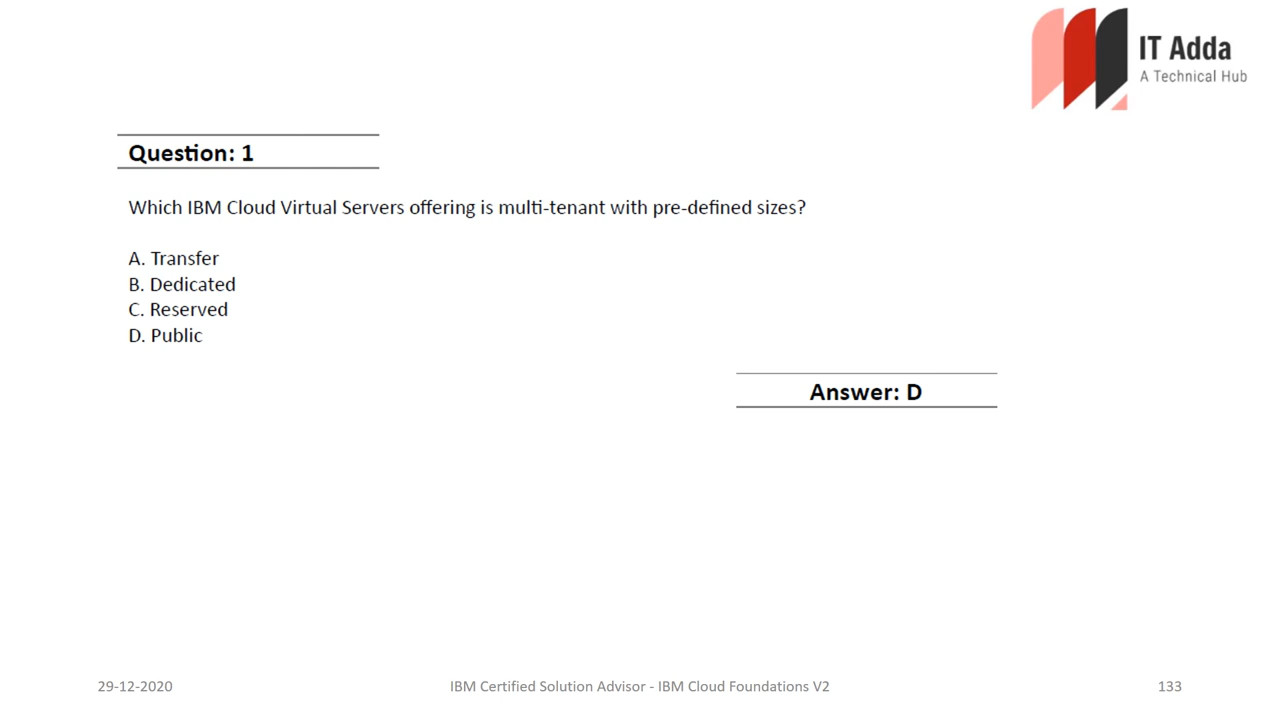 IT Adda
A Technical Hub
Question: 1
Which IBM Cloud Virtual Servers offering is multi-tenant with pre-defined sizes?
A. Transfer
B. Dedicated
C. Reserved
D. Public
Answer: D
29-12-2020
IBM Certified Solution Advisor - IBM Cloud Foundations V2
133